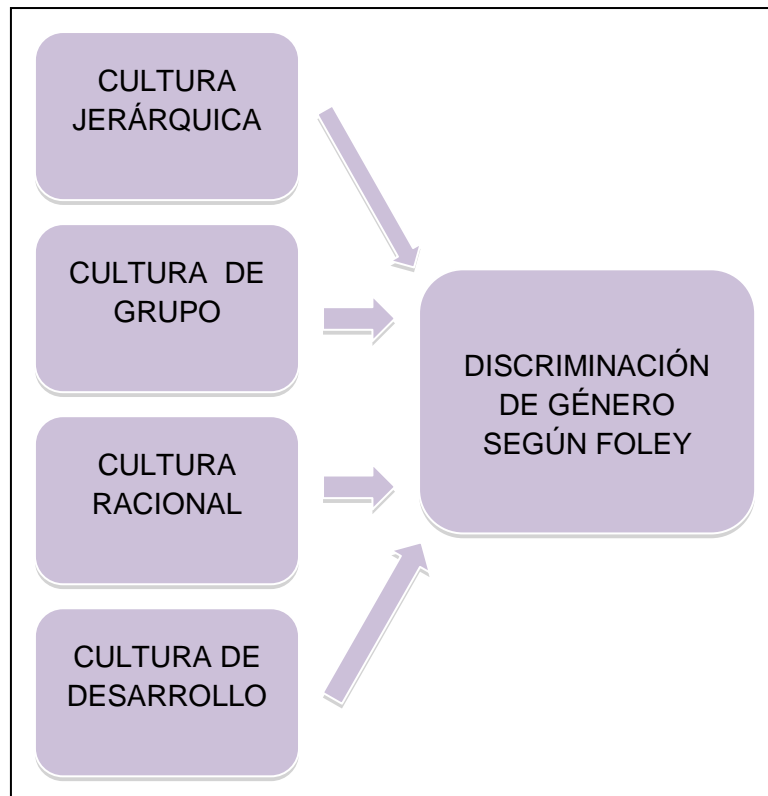 CULTURA
JERÁRQUICA
CULTURA DE
GRUPO
CULTURA
RACIONAL
CULTURA DE
DESARROLLO
DISCRIMINACIÓN
DE GÉNERO
SEGÚN FOLEY